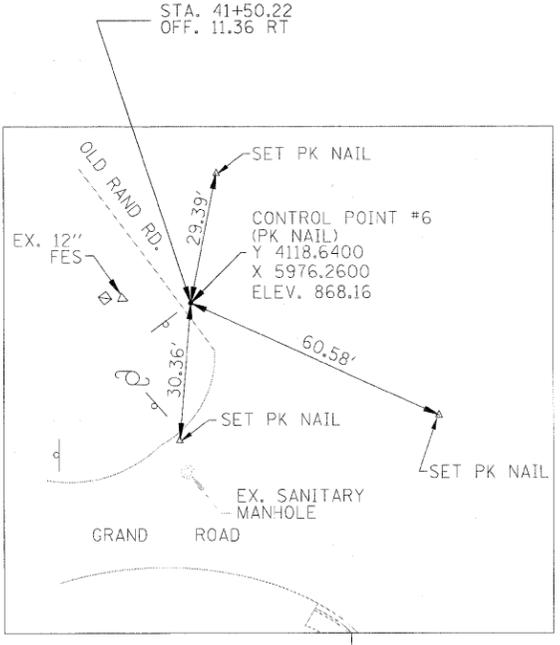 STA. 41+50.22
OFF. 11.36 RT
OLD RAND RD.
SET PK NAIL
29.39'
CONTROL POINT #6
(PK NAIL)
Y 4118.6400
X 5976.2600
ELEV. 868.16
EX. 12"
FES
60.58'
30.36'
SET PK NAIL
SET PK NAIL
EX. SANITARY
MANHOLE
GRAND ROAD